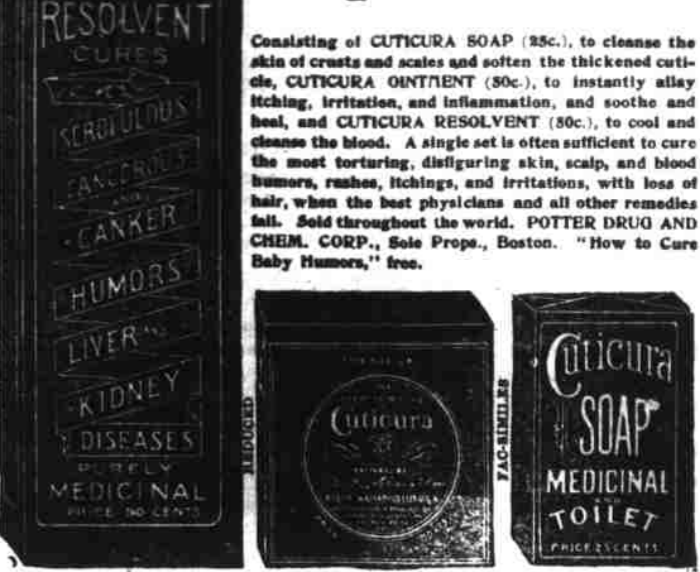 RESOLVENT
CURES
SCROFULOUS
CANCEROUS
AND
CANKER
HUMORS
LIVER AND
KIDNEY
DISEASES
PURELY
MEDICINAL
PRICE 50 CENTS
Consisting of CUTICURA SOAP (25c.), to cleanse the
skin of crusts and scales and soften the thickened cuti-
cle, CUTICURA OINTMENT (50c.), to instantly allay
itching, irritation, and inflammation, and soothe and
heal, and CUTICURA RESOLVENT (50c.), to cool and
cleanse the blood. A single set is often sufficient to cure
the most torturing, disfiguring skin, scalp, and blood
humors, rashes, itchings, and irritations, with loss of
hair, when the best physicians and all other remedies
fail. Sold throughout the world. POTTER DRUG AND
CHEM. CORP., Sole Props., Boston. "How to Cure
Baby Humors," free.
REDUCED
Cuticura
FAC-SIMILES
Cuticura
SOAP
MEDICINAL
AND
TOILET
PRICE 25 CENTS